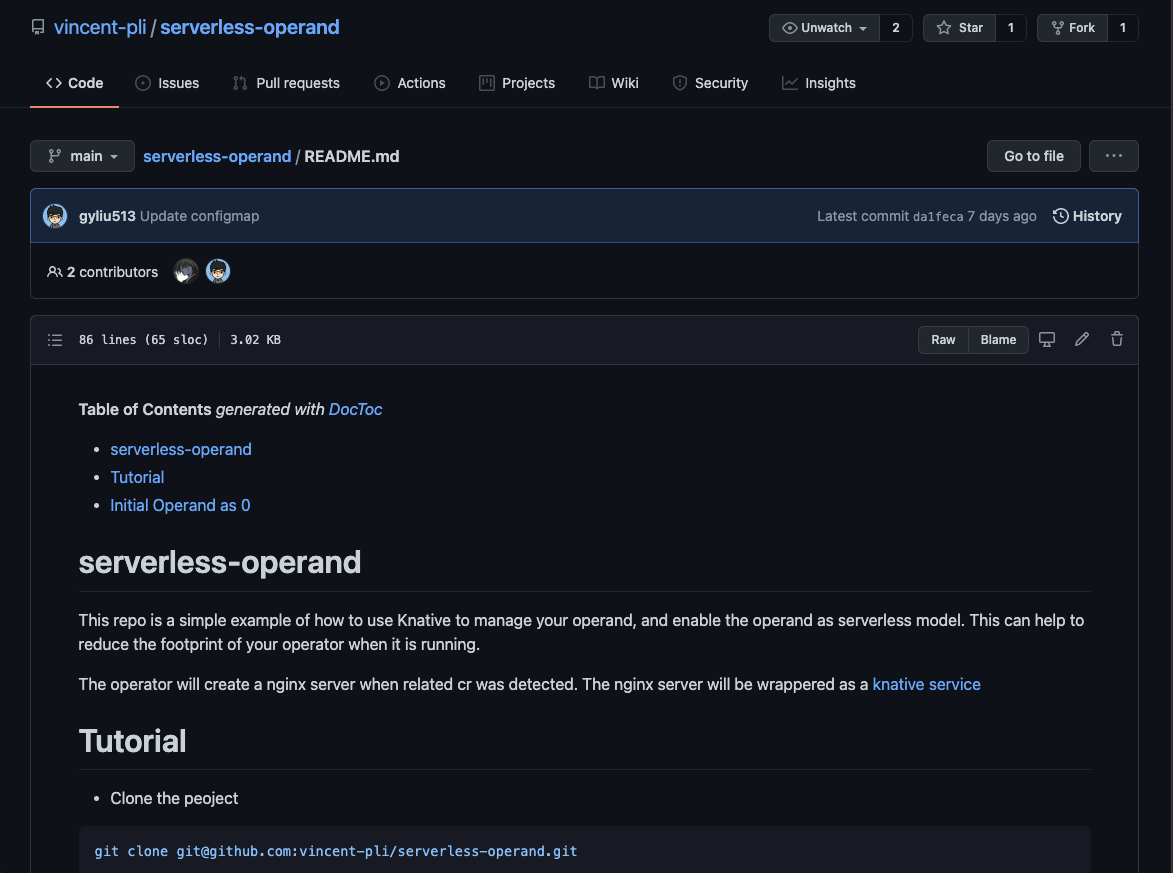 vincent-pli / serverless-operand
Unwatch 2 Star 1 Fork 1
Code Issues Pull requests Actions Projects Wiki Security Insights
main serverless-operand / README.md Go to file ...
gyliu513 Update configmap Latest commit da1feca 7 days ago History
2 contributors
86 lines (65 sloc) 3.02 KB Raw Blame
Table of Contents generated with DocToc
• serverless-operand
• Tutorial
• Initial Operand as 0
serverless-operand
This repo is a simple example of how to use Knative to manage your operand, and enable the operand as serverless model. This can help to
reduce the footprint of your operator when it is running.
The operator will create a nginx server when related cr was detected. The nginx server will be wrappered as a knative service
Tutorial
• Clone the peoject
git clone git@github.com:vincent-pli/serverless-operand.git